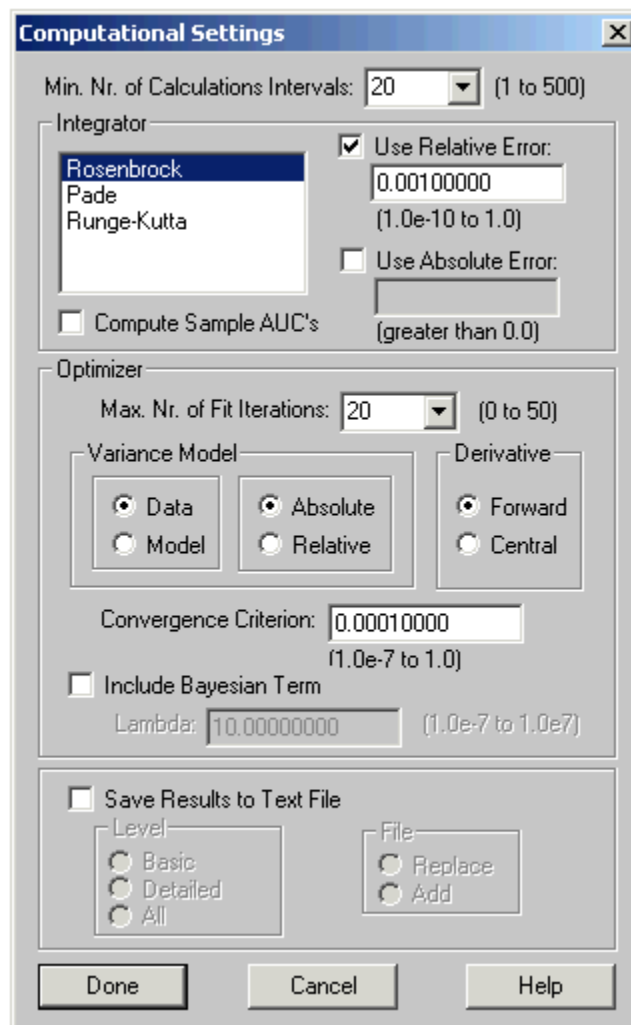 Computational Settings
Min. Nr. of Calculations Intervals: 20 (1 to 500)
Integrator
Rosenbrock
Pade
Runge-Kutta
Use Relative Error:
0.00100000
(1.0e-10 to 1.0)
Use Absolute Error:
(greater than 0.0)
Compute Sample AUC's
Optimizer
Max. Nr. of Fit Iterations: 20 (0 to 50)
Variance Model
Data
Model
Absolute
Relative
Derivative
Forward
Central
Convergence Criterion: 0.00010000
(1.0e-7 to 1.0)
Include Bayesian Term
Lambda: 10.00000000 (1.0e-7 to 1.0e7)
Save Results to Text File
Level
Basic
Detailed
All
File
Replace
Add
Done Cancel Help